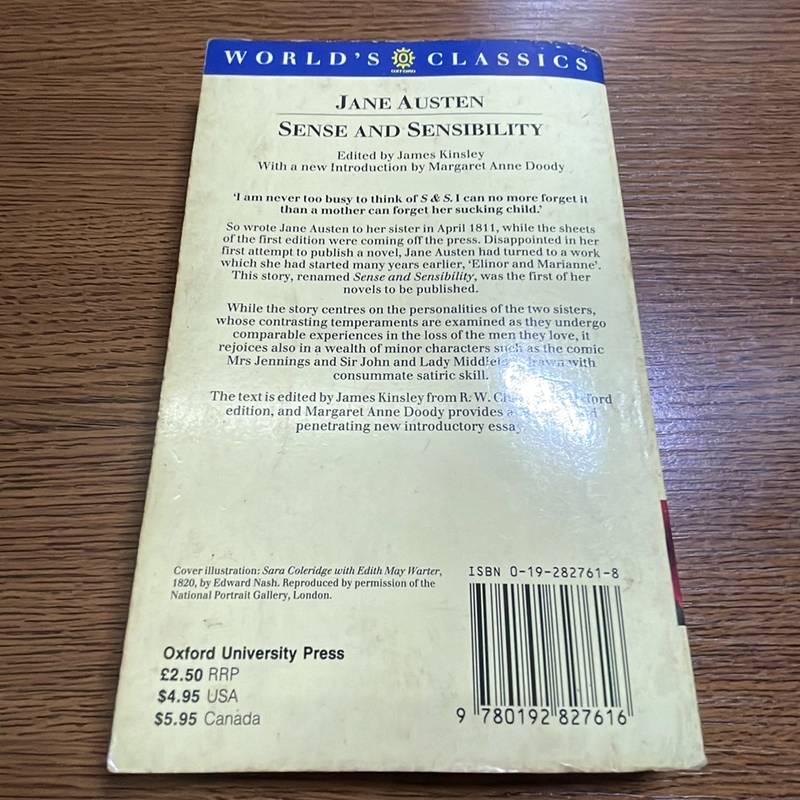 WORLD'S OXFORD CLASSICS
JANE AUSTEN
SENSE AND SENSIBILITY
Edited by James Kinsley
With a new Introduction by Margaret Anne Doody
'I am never too busy to think of S & S. I can no more forget it
than a mother can forget her sucking child.'
So wrote Jane Austen to her sister in April 1811, while the sheets
of the first edition were coming off the press. Disappointed in her
first attempt to publish a novel, Jane Austen had turned to a work
which she had started many years earlier, 'Elinor and Marianne'.
This story, renamed Sense and Sensibility, was the first of her
novels to be published.
While the story centres on the personalities of the two sisters,
whose contrasting temperaments are examined as they undergo
comparable experiences in the loss of the men they love, it
rejoices also in a wealth of minor characters such as the comic
Mrs Jennings and Sir John and Lady with
consummate satiric skill.
The text is edited by James Kinsley from R. W.
edition, and Margaret Anne Doody provides a
penetrating new introductory essay
Cover illustration: Sara Coleridge with Edith May Warter,
1820, by Edward Nash. Reproduced by permission of the
National Portrait Gallery, London.
ISBN 0-19-282761-8
Oxford University Press
£2.50 RRP
$4.95 USA
$5.95 Canada
9 780192 827616